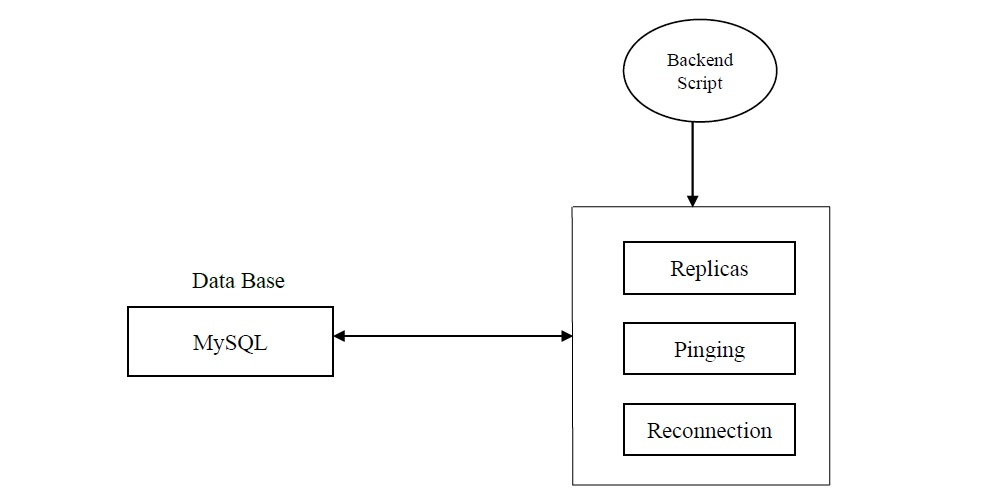 Backend
Script
Replicas
Data Base
MySQL
Pinging
Reconnection